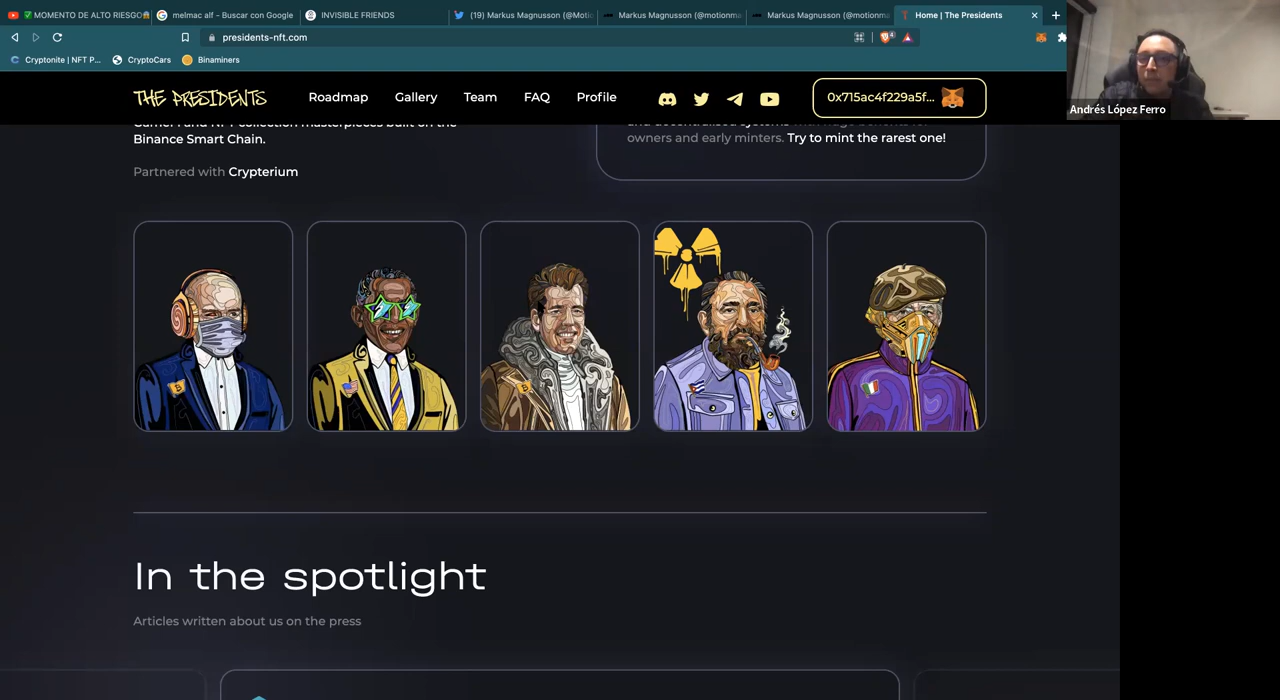 ✅ MOMENTO DE ALTO RIESGO
melmac alf - Buscar con Google
INVISIBLE FRIENDS
(19) Markus Magnusson (@Motio
Markus Magnusson (@motionma
Markus Magnusson (@motionma
Home | The Presidents
presidents-nft.com
Cryptonite | NFT P...
CryptoCars
Binaminers
THE PRESIDENTS
Roadmap
Gallery
Team
FAQ
Profile
0x715ac4f229a5f...
Andrés López Ferro
Binance Smart Chain.
owners and early minters. Try to mint the rarest one!
Partnered with Crypterium
In the spotlight
Articles written about us on the press